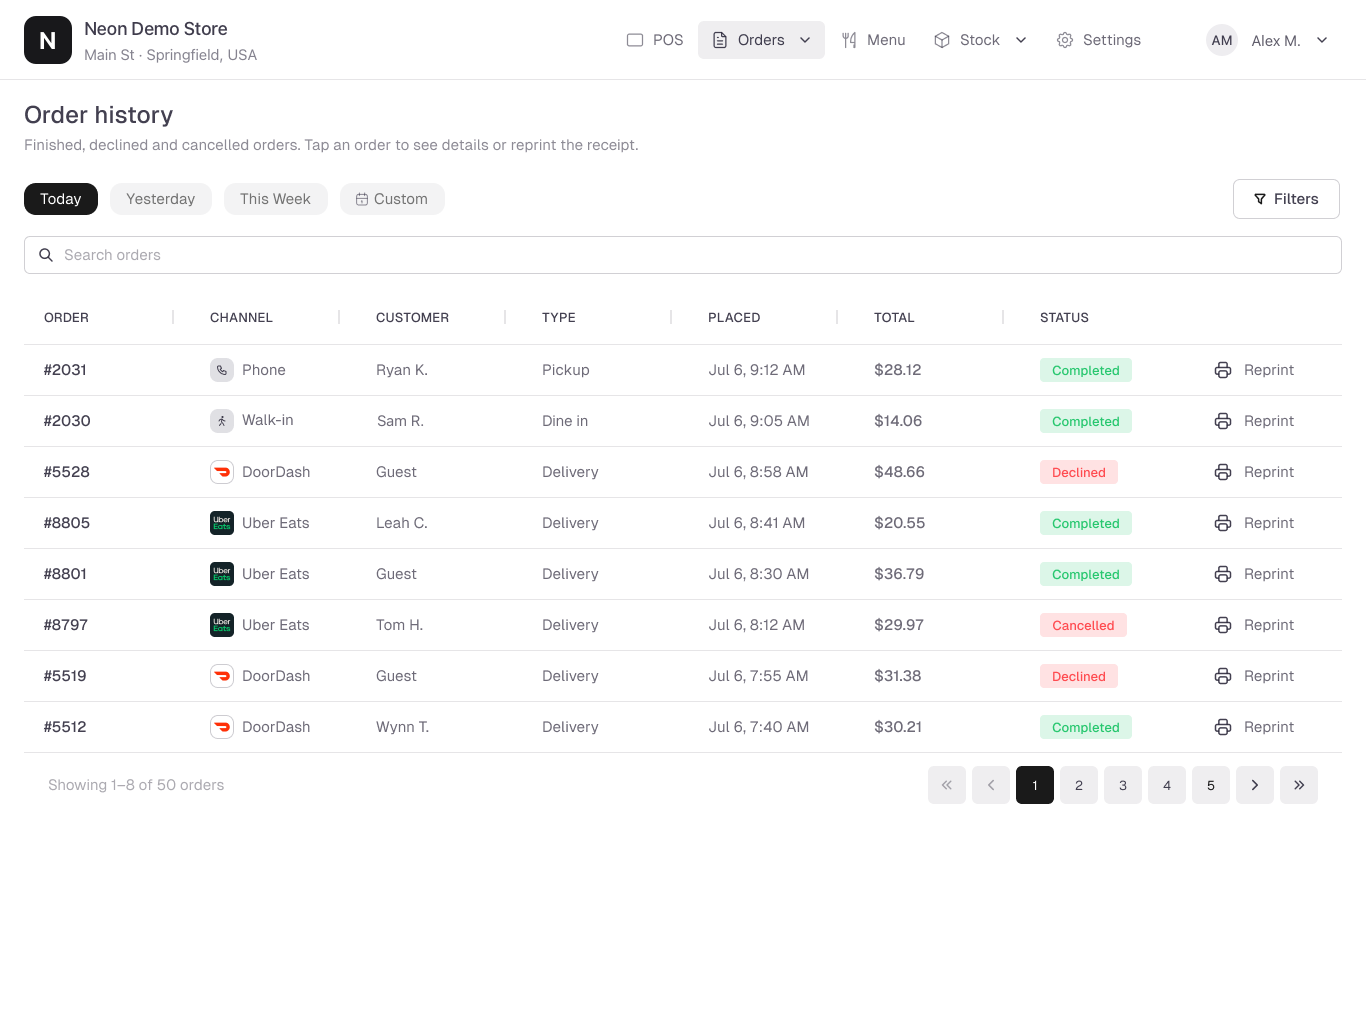 N
Neon Demo Store
Main St · Springfield, USA
POS
Orders
Menu
Stock
Settings
AM
Alex M.
Order history
Finished, declined and cancelled orders. Tap an order to see details or reprint the receipt.
Today
Yesterday
This Week
Custom
Filters
Search orders
ORDER CHANNEL CUSTOMER TYPE PLACED TOTAL STATUS
#2031 Phone Ryan K. Pickup Jul 6, 9:12 AM $28.12 Completed Reprint
#2030 Walk-in Sam R. Dine in Jul 6, 9:05 AM $14.06 Completed Reprint
#5528 DoorDash Guest Delivery Jul 6, 8:58 AM $48.66 Declined Reprint
#8805 Uber Eats Uber Eats Leah C. Delivery Jul 6, 8:41 AM $20.55 Completed Reprint
#8801 Uber Eats Uber Eats Guest Delivery Jul 6, 8:30 AM $36.79 Completed Reprint
#8797 Uber Eats Uber Eats Tom H. Delivery Jul 6, 8:12 AM $29.97 Cancelled Reprint
#5519 DoorDash Guest Delivery Jul 6, 7:55 AM $31.38 Declined Reprint
#5512 DoorDash Wynn T. Delivery Jul 6, 7:40 AM $30.21 Completed Reprint
Showing 1–8 of 50 orders
1 2 3 4 5